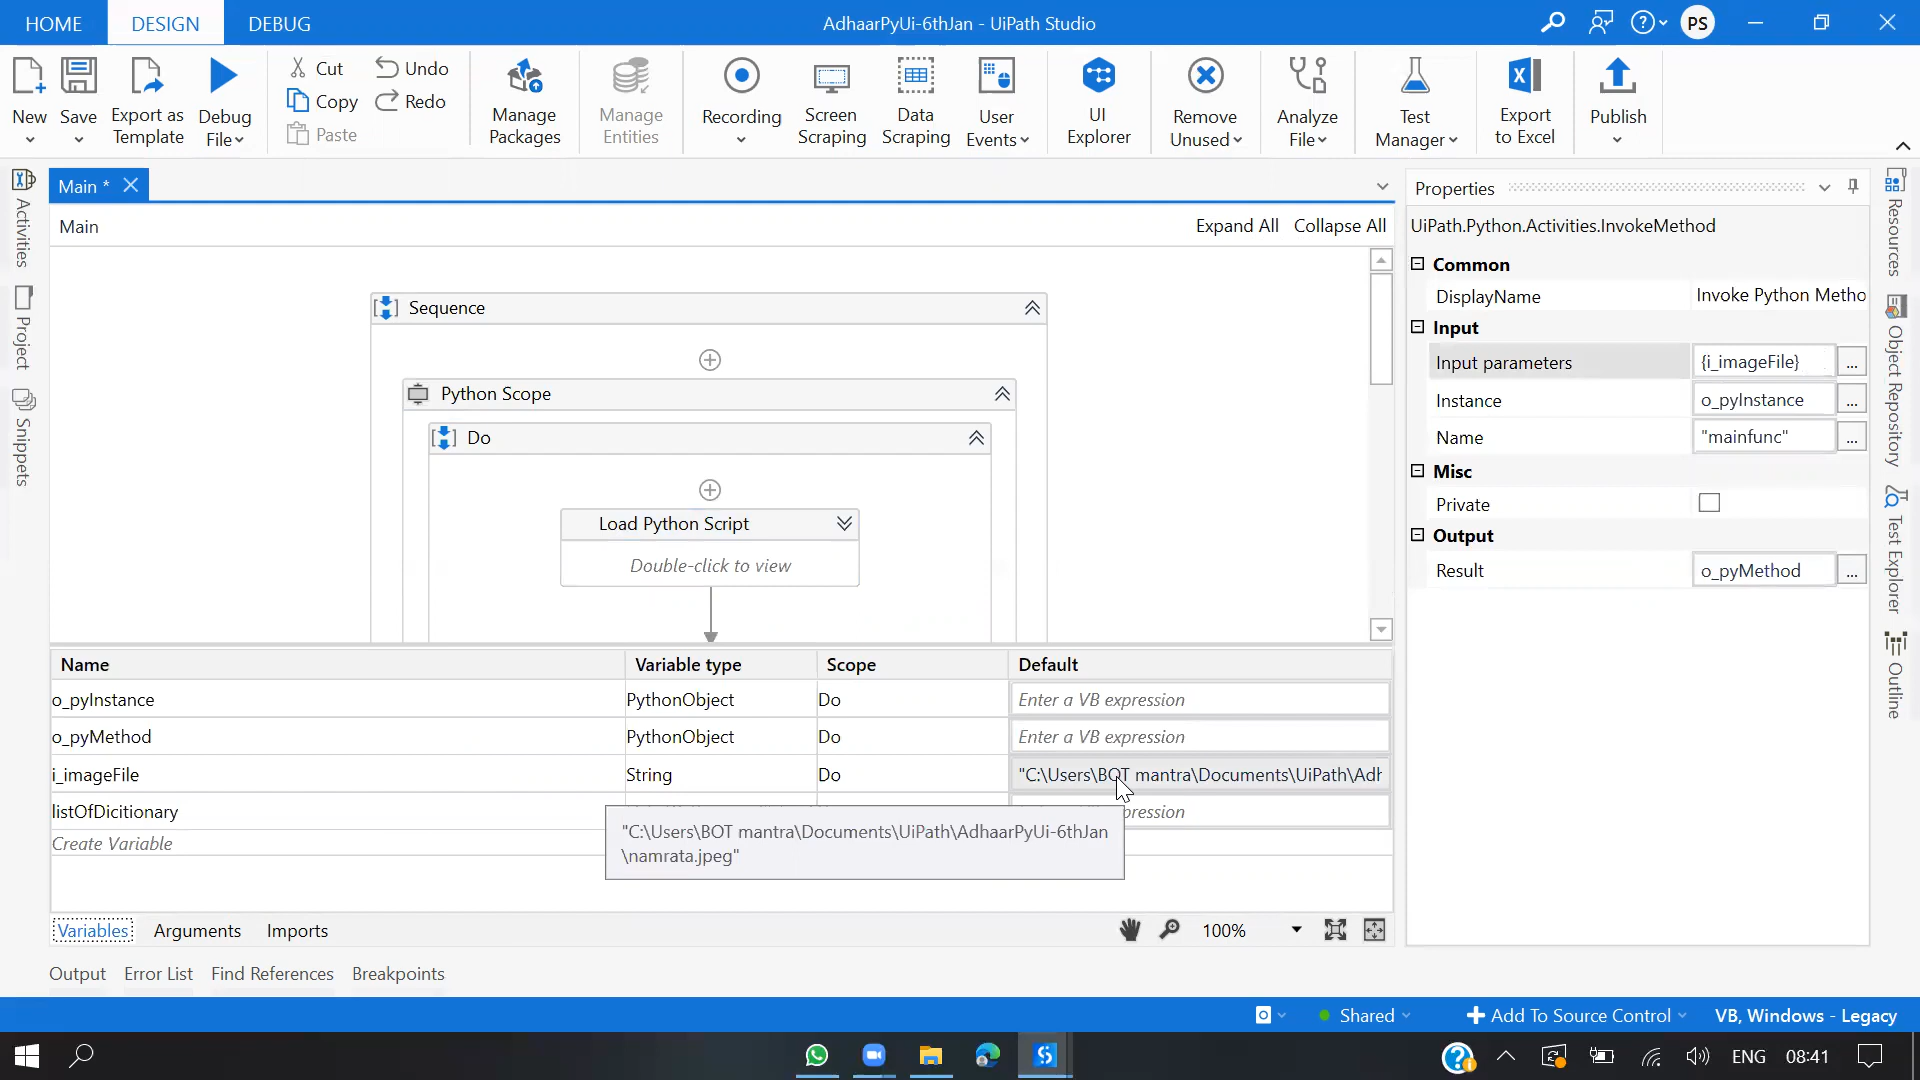 HOME DESIGN DEBUG AdhaarPyUi-6thJan - UiPath Studio PS
New Save Export as Template Debug File
Cut Undo
Copy Redo
Paste
Manage Packages
Manage Entities
Recording
Screen Scraping
Data Scraping
User Events
UI Explorer
Remove Unused
Analyze File
Test Manager
Export to Excel
Publish
Activities
Project
Snippets
Main *
Main Expand All Collapse All
Sequence
Python Scope
Do
Load Python Script
Double-click to view
Name Variable type Scope Default
o_pyInstance PythonObject Do Enter a VB expression
o_pyMethod PythonObject Do Enter a VB expression
i_imageFile String Do "C:\Users\BOT mantra\Documents\UiPath\Adh
listOfDicitionary pression
Create Variable
"C:\Users\BOT mantra\Documents\UiPath\AdhaarPyUi-6thJan
\namrata.jpeg"
Variables Arguments Imports 100%
Output Error List Find References Breakpoints
Properties
UiPath.Python.Activities.InvokeMethod
Common
DisplayName Invoke Python Metho
Input
Input parameters {i_imageFile} ...
Instance o_pyInstance ...
Name "mainfunc" ...
Misc
Private
Output
Result o_pyMethod ...
Resources
Object Repository
Test Explorer
Outline
Shared Add To Source Control VB, Windows - Legacy
ENG 08:41